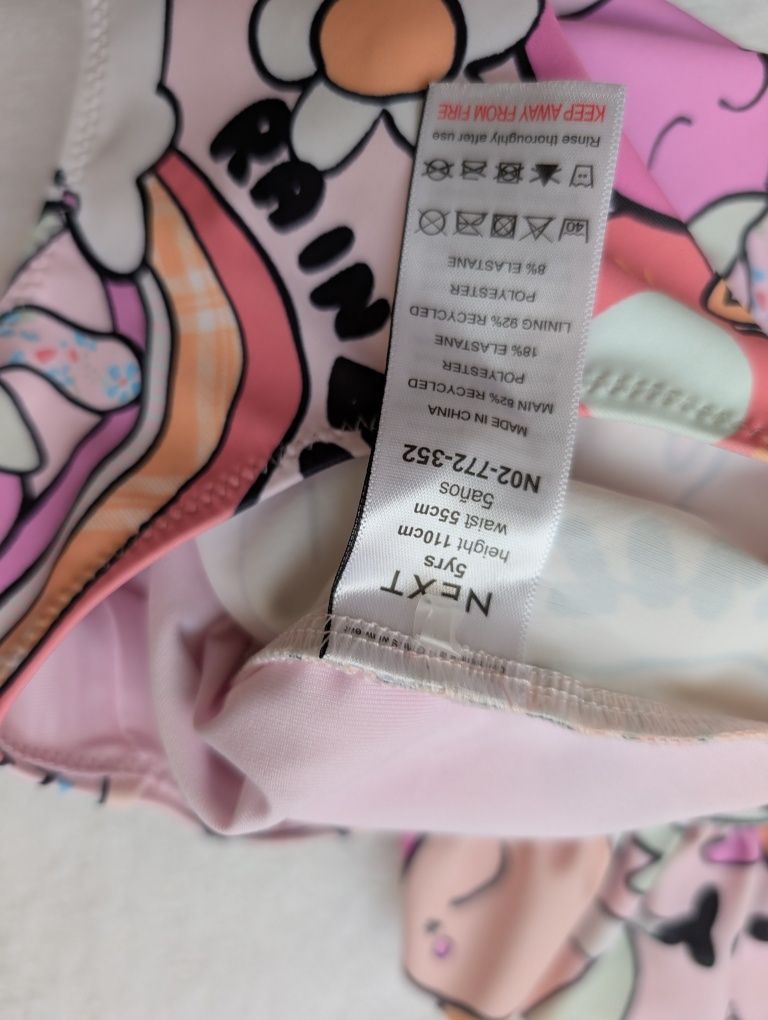 RAIN
NEXT
5yrs
height 110cm
waist 55cm
5años
N02-772-352
MADE IN CHINA
MAIN 82% RECYCLED
POLYESTER
18% ELASTANE
LINING 92% RECYCLED
POLYESTER
8% ELASTANE
40
Rinse thoroughly after use
KEEP AWAY FROM FIRE